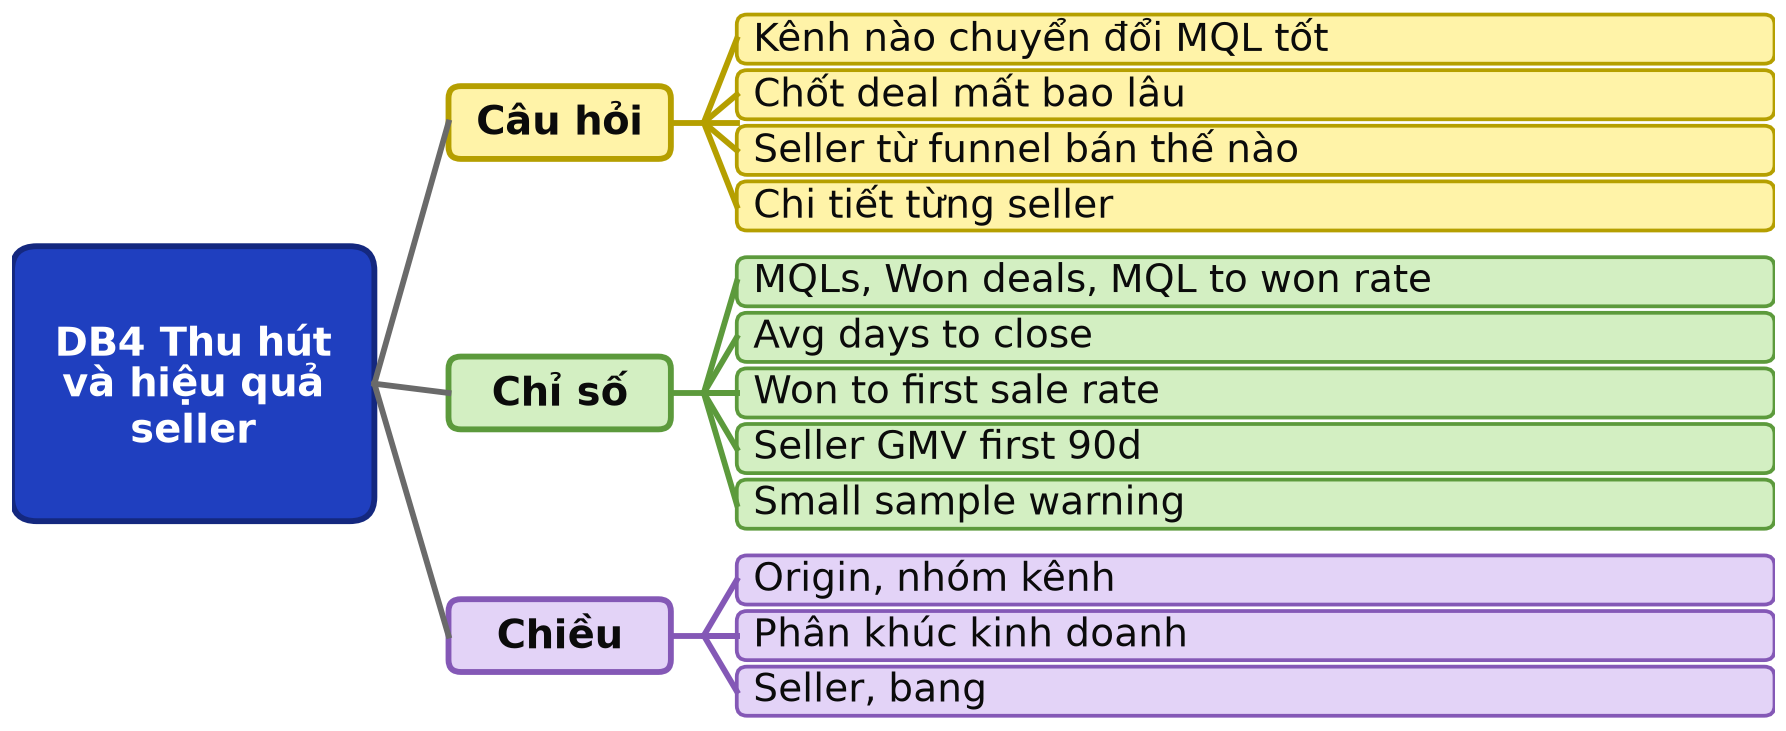 DB4 Thu hút
và hiệu quả
seller
Câu hỏi
Kênh nào chuyển đổi MQL tốt
Chốt deal mất bao lâu
Seller từ funnel bán thế nào
Chi tiết từng seller
Chỉ số
MQLs, Won deals, MQL to won rate
Avg days to close
Won to first sale rate
Seller GMV first 90d
Small sample warning
Chiều
Origin, nhóm kênh
Phân khúc kinh doanh
Seller, bang